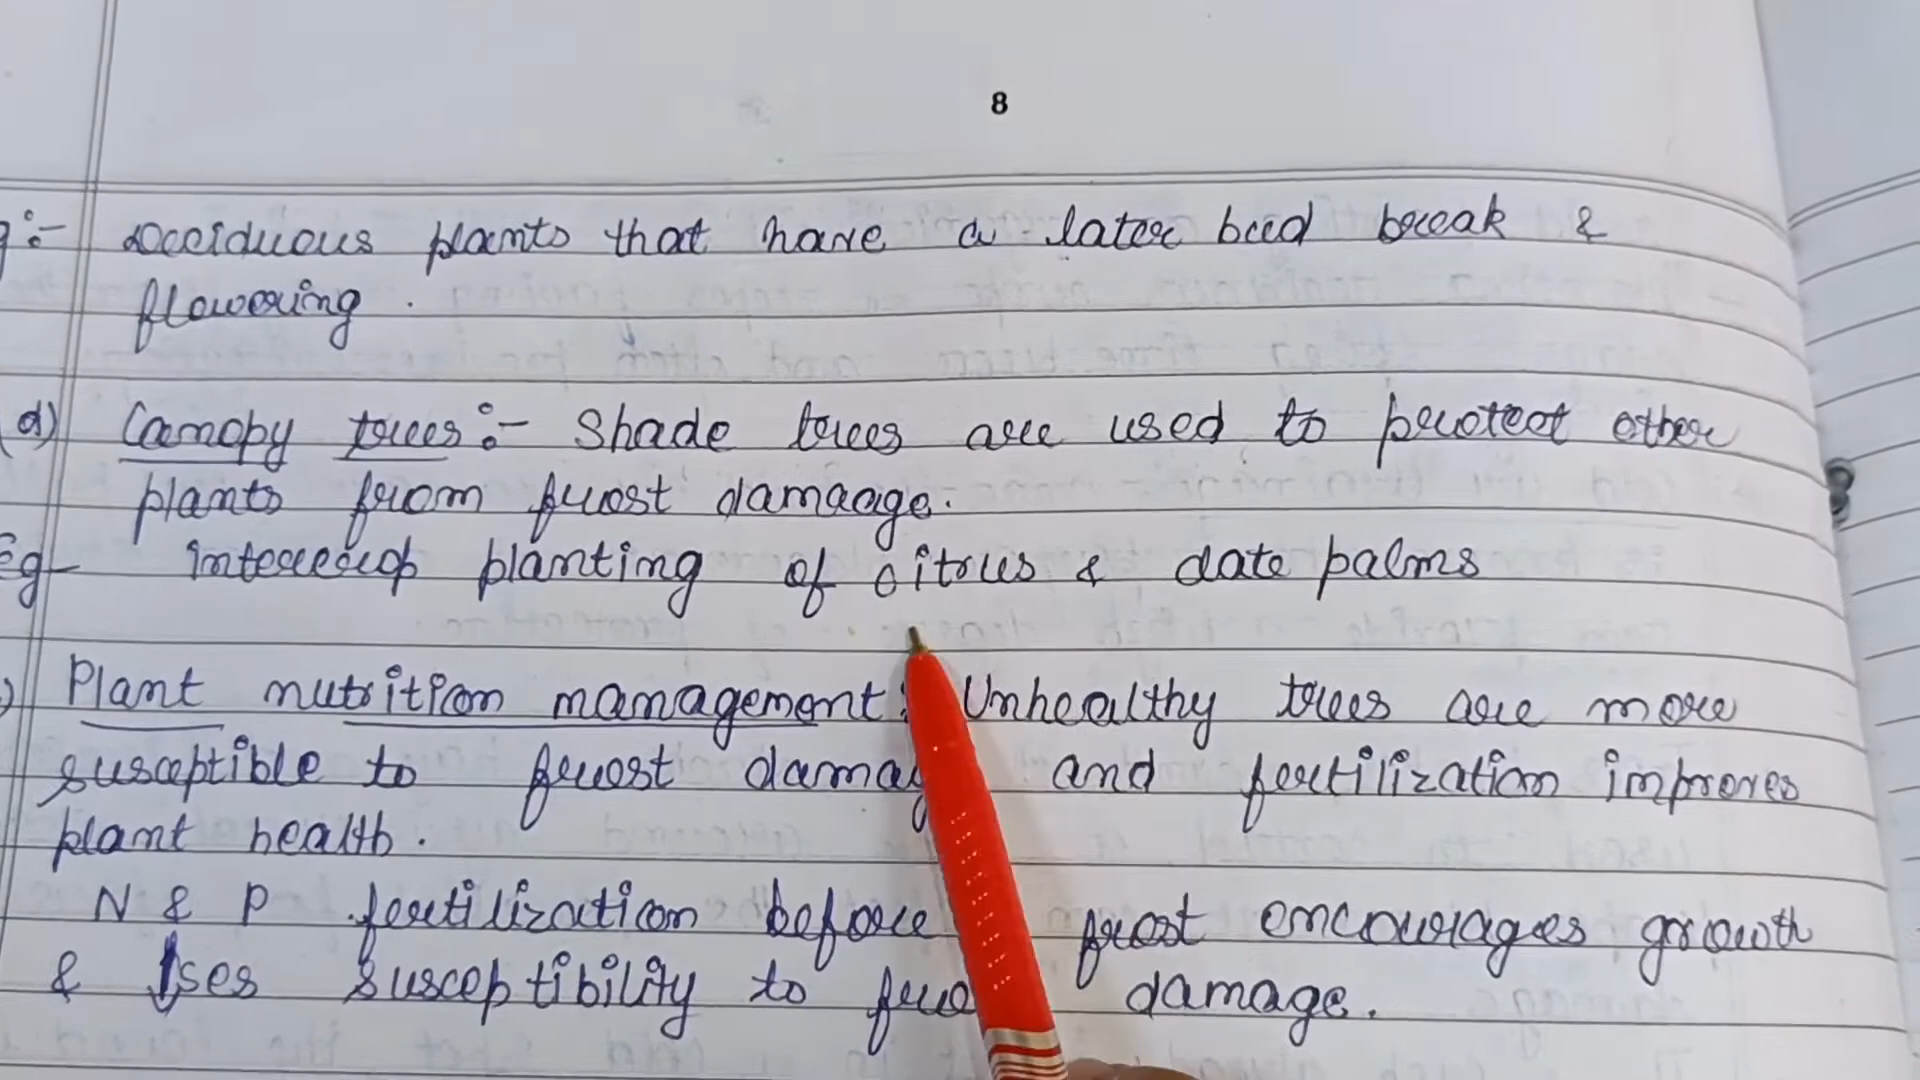 8
:- Deciduous plants that have a later bud break &
flowering.
(d) Canopy trees :- Shade trees are used to protect other
plants from frost damaage.
Eg- intercrop planting of citrus & date palms
) Plant nutrition management: Unhealthy trees are more
susceptible to frost damag and fertilization improves
plant health.
N & P fertilization before frost encourages growth
& ses susceptibility to fro damage.